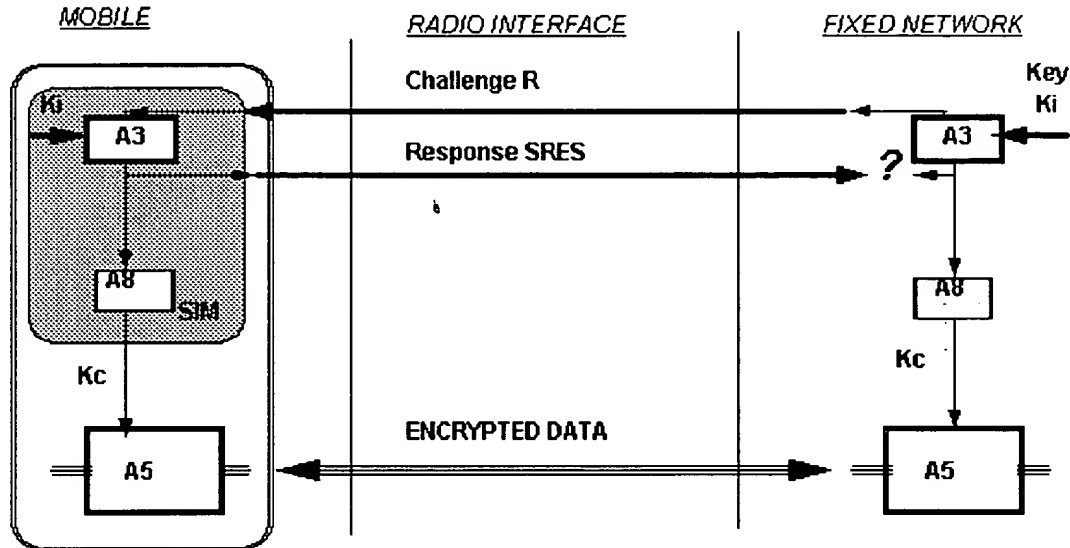 MOBILE
RADIO INTERFACE
FIXED NETWORK
Challenge R
Key
Ki
Ki
A3
A3
Response SRES
?
A8
SIM
A8
Kc
Kc
ENCRYPTED DATA
A5
A5